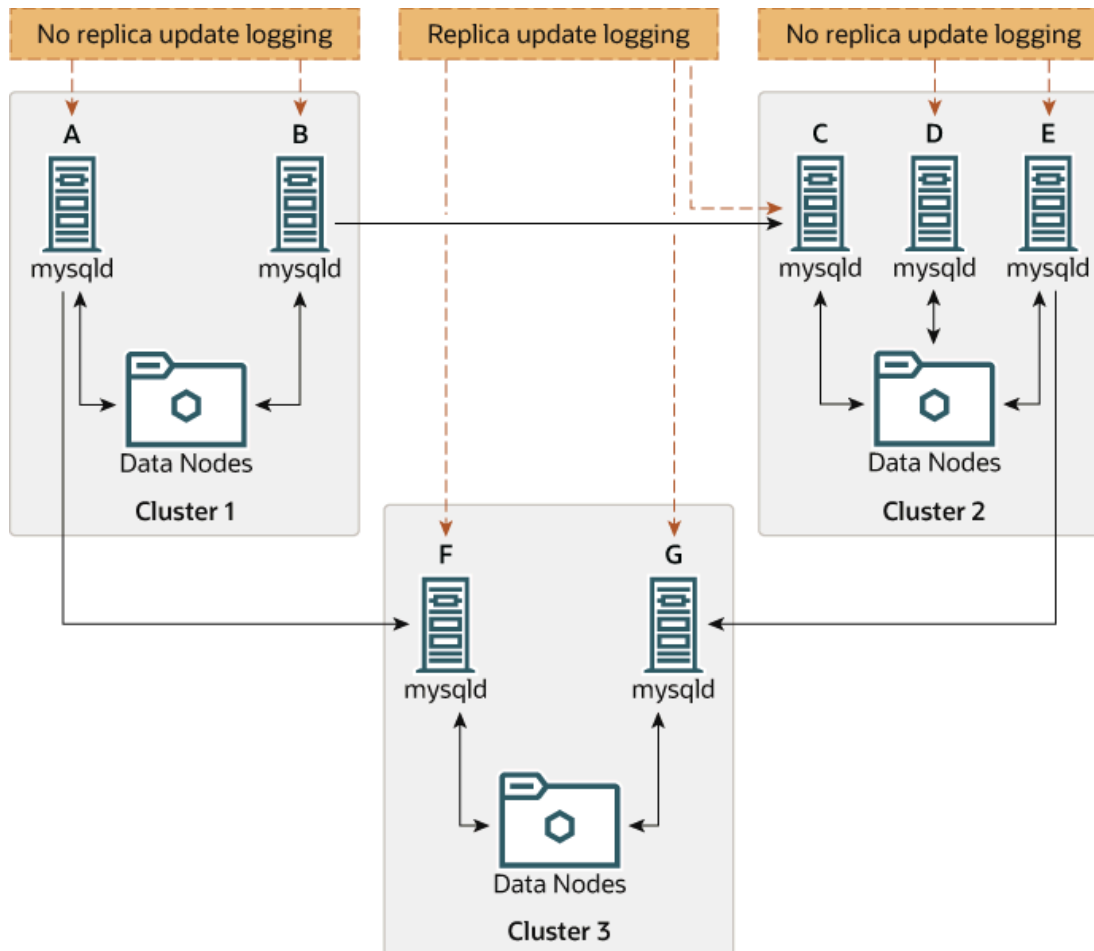 No replica update logging
Replica update logging
No replica update logging
A
B
C
D
E
mysqld
mysqld
mysqld
mysqld
mysqld
Data Nodes
Data Nodes
Cluster 1
Cluster 2
F
G
mysqld
mysqld
Data Nodes
Cluster 3